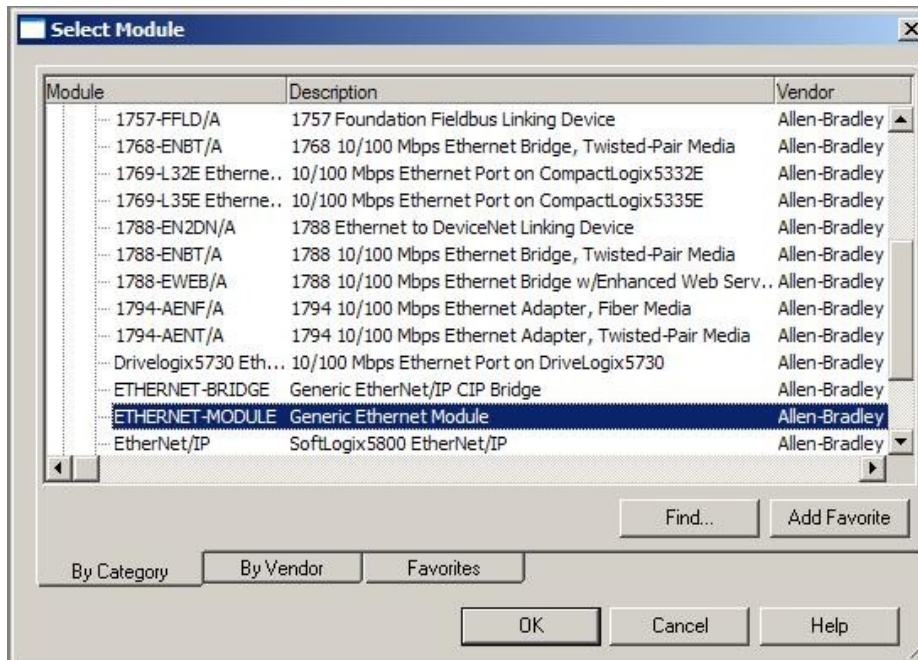 Select Module
Module Description Vendor
1757-FFLD/A 1757 Foundation Fieldbus Linking Device Allen-Bradley
1768-ENBT/A 1768 10/100 Mbps Ethernet Bridge, Twisted-Pair Media Allen-Bradley
1769-L32E Etherne... 10/100 Mbps Ethernet Port on CompactLogix5332E Allen-Bradley
1769-L35E Etherne... 10/100 Mbps Ethernet Port on CompactLogix5335E Allen-Bradley
1788-EN2DN/A 1788 Ethernet to DeviceNet Linking Device Allen-Bradley
1788-ENBT/A 1788 10/100 Mbps Ethernet Bridge, Twisted-Pair Media Allen-Bradley
1788-EWEB/A 1788 10/100 Mbps Ethernet Bridge w/Enhanced Web Serv... Allen-Bradley
1794-AENF/A 1794 10/100 Mbps Ethernet Adapter, Fiber Media Allen-Bradley
1794-AENT/A 1794 10/100 Mbps Ethernet Adapter, Twisted-Pair Media Allen-Bradley
Drivelogix5730 Eth... 10/100 Mbps Ethernet Port on DriveLogix5730 Allen-Bradley
ETHERNET-BRIDGE Generic EtherNet/IP CIP Bridge Allen-Bradley
ETHERNET-MODULE Generic Ethernet Module Allen-Bradley
EtherNet/IP SoftLogix5800 EtherNet/IP Allen-Bradley
Find... Add Favorite
By Category By Vendor Favorites
OK Cancel Help